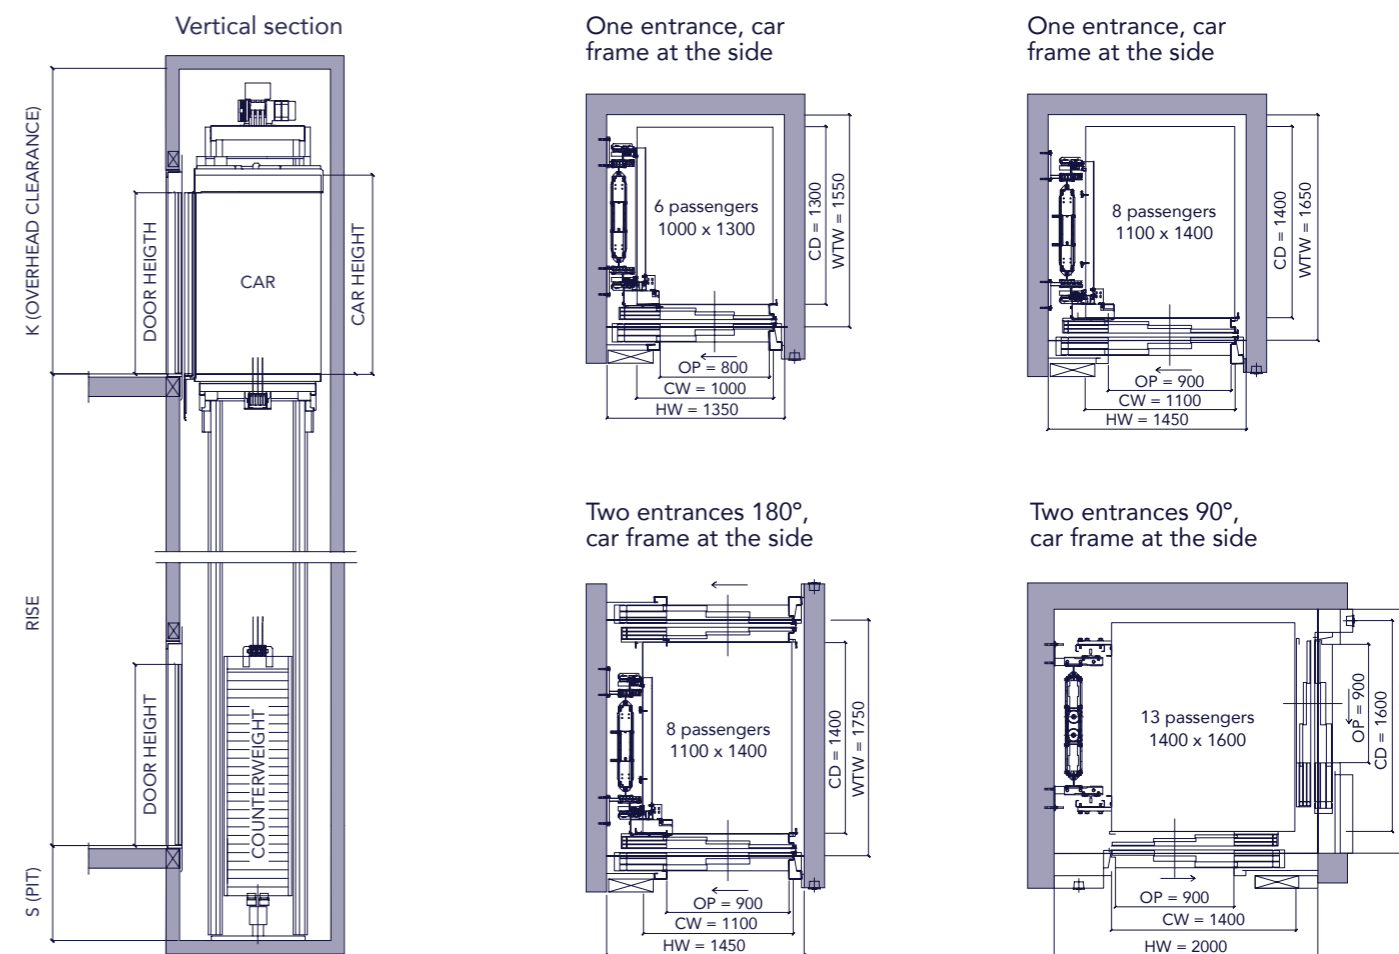 Vertical section
K (OVERHEAD CLEARANCE)
DOOR HEIGTH
CAR
CAR HEIGHT
RISE
DOOR HEIGHT
COUNTERWEIGHT
S (PIT)
One entrance, car
frame at the side
6 passengers
1000 x 1300
CD = 1300
WTW = 1550
OP = 800
CW = 1000
HW = 1350
One entrance, car
frame at the side
8 passengers
1100 x 1400
CD = 1400
WTW = 1650
OP = 900
CW = 1100
HW = 1450
Two entrances 180°,
car frame at the side
8 passengers
1100 x 1400
CD = 1400
WTW = 1750
OP = 900
CW = 1100
HW = 1450
Two entrances 90°,
car frame at the side
13 passengers
1400 x 1600
OP = 900
CD = 1600
OP = 900
CW = 1400
HW = 2000